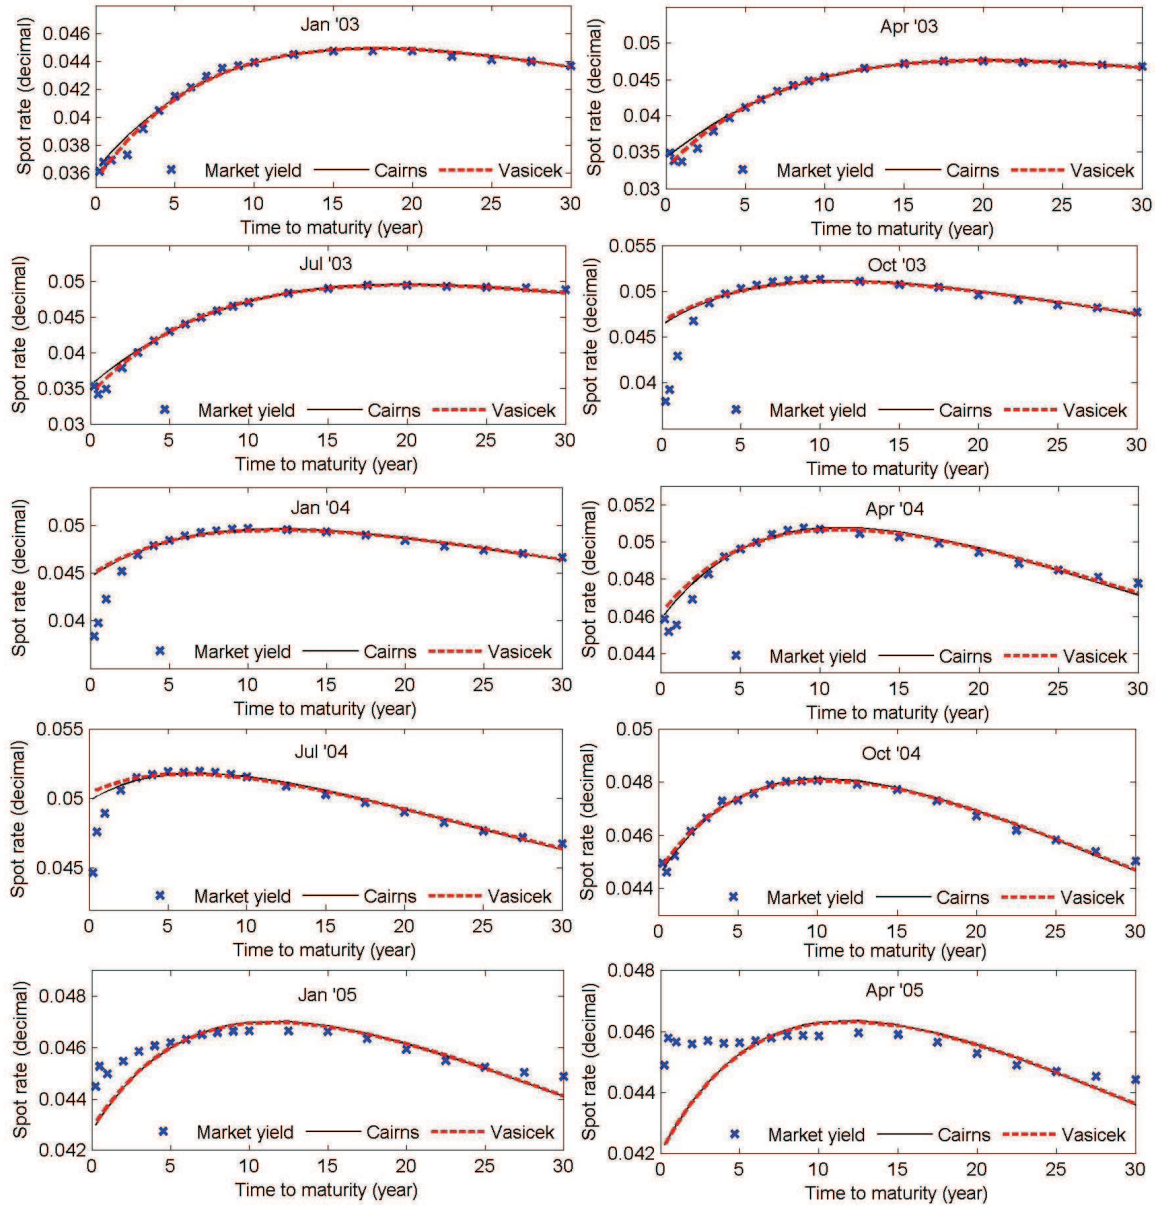 Jan '03
Spot rate (decimal)
0.046
0.044
0.042
0.04
0.038
0.036
Market yield Cairns Vasicek
0 5 10 15 20 25 30
Time to maturity (year)
Apr '03
Spot rate (decimal)
0.05
0.045
0.04
0.035
0.03
Market yield Cairns Vasicek
0 5 10 15 20 25 30
Time to maturity (year)
Jul '03
Spot rate (decimal)
0.05
0.045
0.04
0.035
0.03
Market yield Cairns Vasicek
0 5 10 15 20 25 30
Time to maturity (year)
Oct '03
Spot rate (decimal)
0.055
0.05
0.045
0.04
Market yield Cairns Vasicek
0 5 10 15 20 25 30
Time to maturity (year)
Jan '04
Spot rate (decimal)
0.05
0.045
0.04
Market yield Cairns Vasicek
0 5 10 15 20 25 30
Time to maturity (year)
Apr '04
Spot rate (decimal)
0.052
0.05
0.048
0.046
0.044
Market yield Cairns Vasicek
0 5 10 15 20 25 30
Time to maturity (year)
Jul '04
Spot rate (decimal)
0.055
0.05
0.045
Market yield Cairns Vasicek
0 5 10 15 20 25 30
Time to maturity (year)
Oct '04
Spot rate (decimal)
0.05
0.048
0.046
0.044
Market yield Cairns Vasicek
0 5 10 15 20 25 30
Time to maturity (year)
Jan '05
Spot rate (decimal)
0.048
0.046
0.044
0.042
Market yield Cairns Vasicek
0 5 10 15 20 25 30
Time to maturity (year)
Apr '05
Spot rate (decimal)
0.048
0.046
0.044
0.042
Market yield Cairns Vasicek
0 5 10 15 20 25 30
Time to maturity (year)